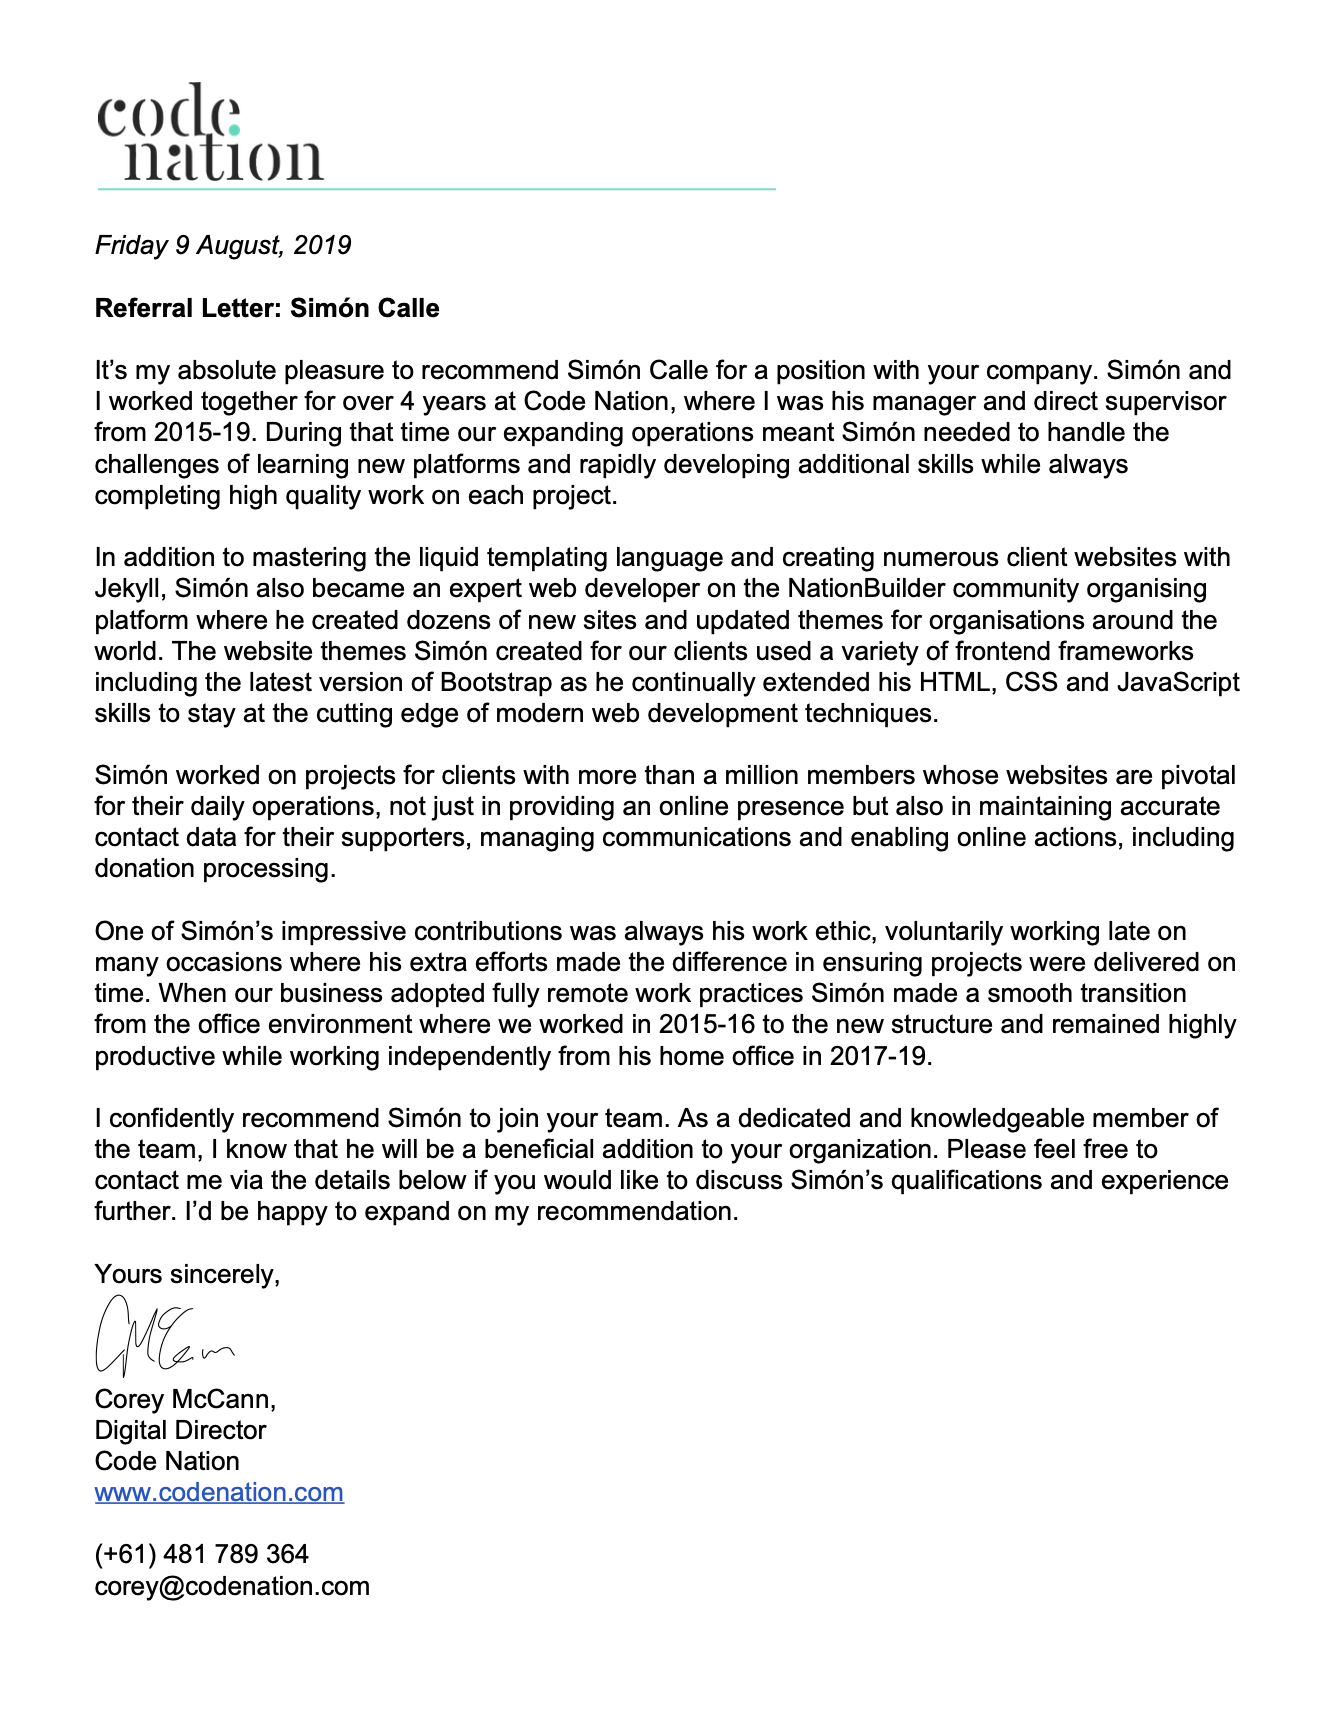 code
nation
Friday 9 August, 2019
Referral Letter: Simón Calle
It’s my absolute pleasure to recommend Simón Calle for a position with your company. Simón and
I worked together for over 4 years at Code Nation, where I was his manager and direct supervisor
from 2015-19. During that time our expanding operations meant Simón needed to handle the
challenges of learning new platforms and rapidly developing additional skills while always
completing high quality work on each project.
In addition to mastering the liquid templating language and creating numerous client websites with
Jekyll, Simón also became an expert web developer on the NationBuilder community organising
platform where he created dozens of new sites and updated themes for organisations around the
world. The website themes Simón created for our clients used a variety of frontend frameworks
including the latest version of Bootstrap as he continually extended his HTML, CSS and JavaScript
skills to stay at the cutting edge of modern web development techniques.
Simón worked on projects for clients with more than a million members whose websites are pivotal
for their daily operations, not just in providing an online presence but also in maintaining accurate
contact data for their supporters, managing communications and enabling online actions, including
donation processing.
One of Simón’s impressive contributions was always his work ethic, voluntarily working late on
many occasions where his extra efforts made the difference in ensuring projects were delivered on
time. When our business adopted fully remote work practices Simón made a smooth transition
from the office environment where we worked in 2015-16 to the new structure and remained highly
productive while working independently from his home office in 2017-19.
I confidently recommend Simón to join your team. As a dedicated and knowledgeable member of
the team, I know that he will be a beneficial addition to your organization. Please feel free to
contact me via the details below if you would like to discuss Simón’s qualifications and experience
further. I’d be happy to expand on my recommendation.
Yours sincerely,
Corey McCann,
Digital Director
Code Nation
www.codenation.com
(+61) 481 789 364
corey@codenation.com